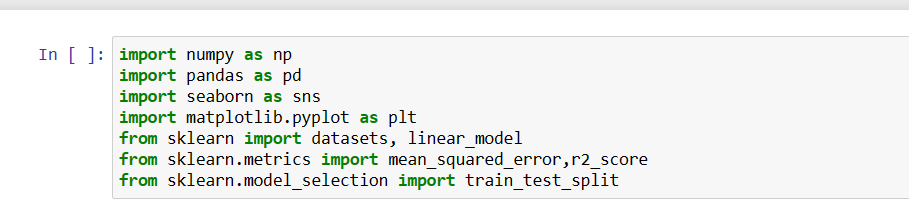 In [ ]: import numpy as np
import pandas as pd
import seaborn as sns
import matplotlib.pyplot as plt
from sklearn import datasets, linear_model
from sklearn.metrics import mean_squared_error,r2_score
from sklearn.model_selection import train_test_split